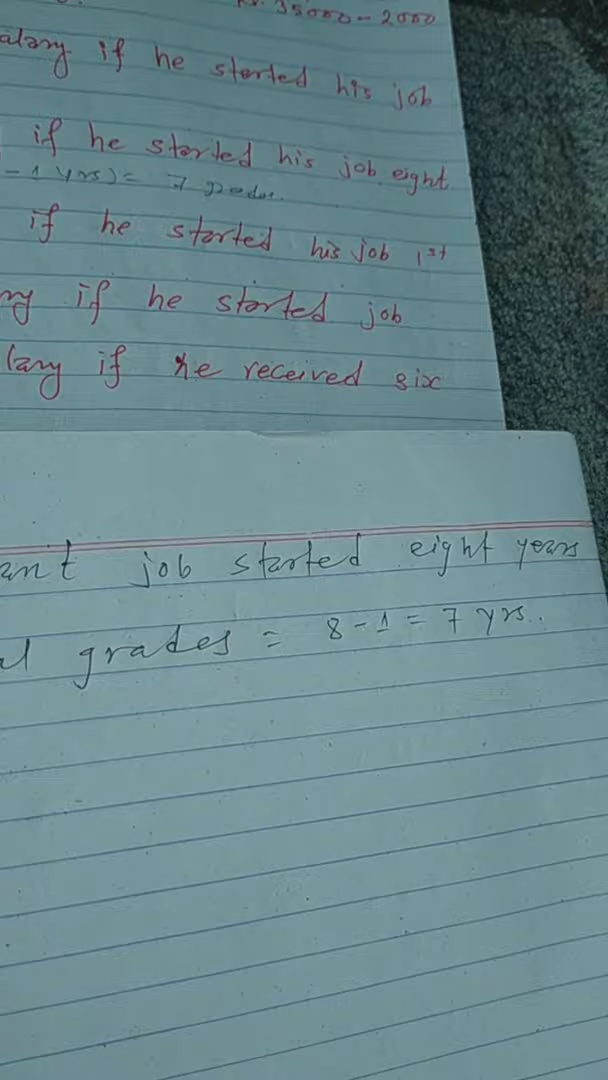 35000 - 2000
alary if he started his job
if he started his job eight
- 1 yrs) = 7 grades.
if he started his job 1st
ry if he started job
lary if he received six
ant job started eight years
al grades = 8 - 1 = 7 yrs..